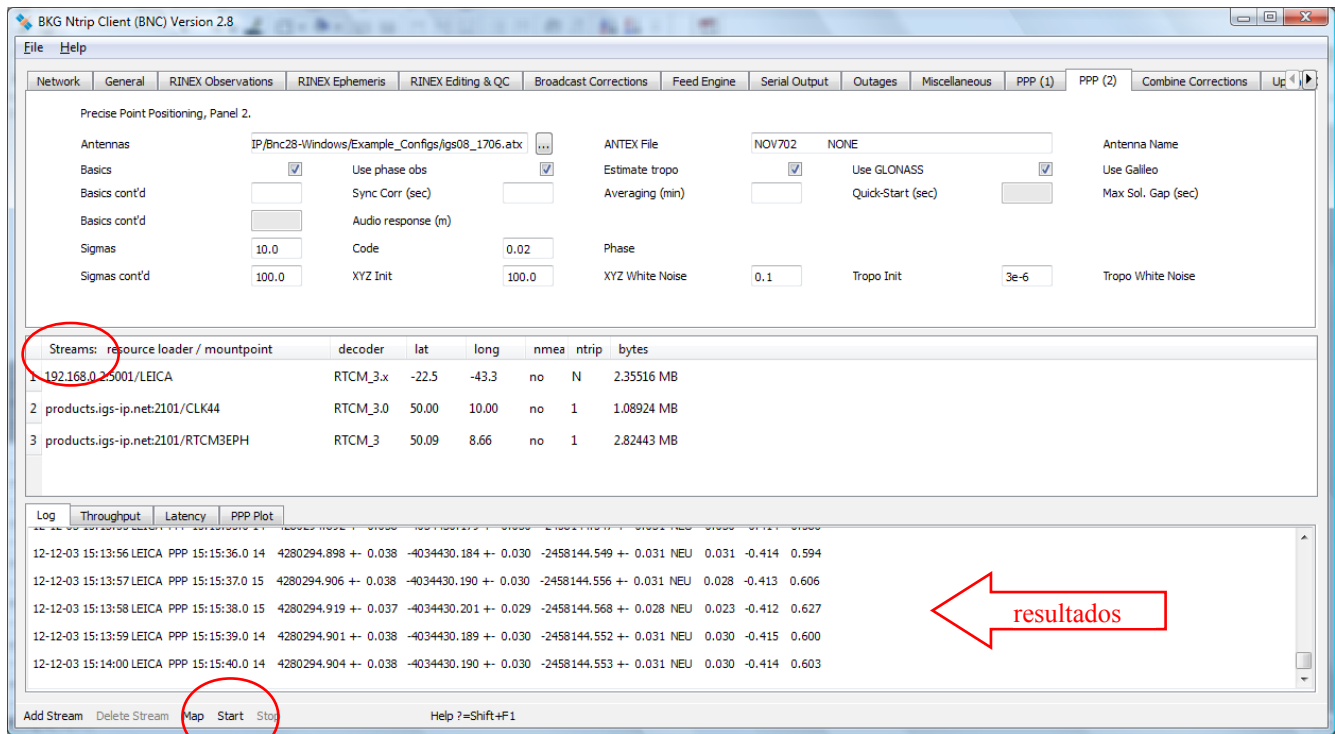 BKG Ntrip Client (BNC) Version 2.8
File Help
Network General RINEX Observations RINEX Ephemeris RINEX Editing & QC Broadcast Corrections Feed Engine Serial Output Outages Miscellaneous PPP (1) PPP (2) Combine Corrections
Precise Point Positioning, Panel 2.
Antennas IP/Bnc28-Windows/Example_Configs/igs08_1706.atx ... ANTEX File NOV702 NONE Antenna Name
Basics Use phase obs Estimate tropo Use GLONASS Use Galileo
Basics cont'd Sync Corr (sec) Averaging (min) Quick-Start (sec) Max Sol. Gap (sec)
Basics cont'd Audio response (m)
Sigmas 10.0 Code 0.02 Phase
Sigmas cont'd 100.0 XYZ Init 100.0 XYZ White Noise 0.1 Tropo Init 3e-6 Tropo White Noise
Streams: resource loader / mountpoint decoder lat long nmea ntrip bytes
1 192.168.0.2:5001/LEICA RTCM_3.x -22.5 -43.3 no N 2.35516 MB
2 products.igs-ip.net:2101/CLK44 RTCM_3.0 50.00 10.00 no 1 1.08924 MB
3 products.igs-ip.net:2101/RTCM3EPH RTCM_3 50.09 8.66 no 1 2.82443 MB
Log Throughput Latency PPP Plot
12-12-03 15:13:56 LEICA PPP 15:15:36.0 14 4280294.898 +- 0.038 -4034430.184 +- 0.030 -2458144.549 +- 0.031 NEU 0.031 -0.414 0.594
12-12-03 15:13:57 LEICA PPP 15:15:37.0 15 4280294.906 +- 0.038 -4034430.190 +- 0.030 -2458144.556 +- 0.031 NEU 0.028 -0.413 0.606
12-12-03 15:13:58 LEICA PPP 15:15:38.0 15 4280294.919 +- 0.037 -4034430.201 +- 0.029 -2458144.568 +- 0.028 NEU 0.023 -0.412 0.627
12-12-03 15:13:59 LEICA PPP 15:15:39.0 14 4280294.901 +- 0.038 -4034430.189 +- 0.030 -2458144.552 +- 0.031 NEU 0.030 -0.415 0.600
12-12-03 15:14:00 LEICA PPP 15:15:40.0 14 4280294.904 +- 0.038 -4034430.190 +- 0.030 -2458144.553 +- 0.031 NEU 0.030 -0.414 0.603
resultados
Add Stream Delete Stream Map Start Stop Help ?=Shift+F1